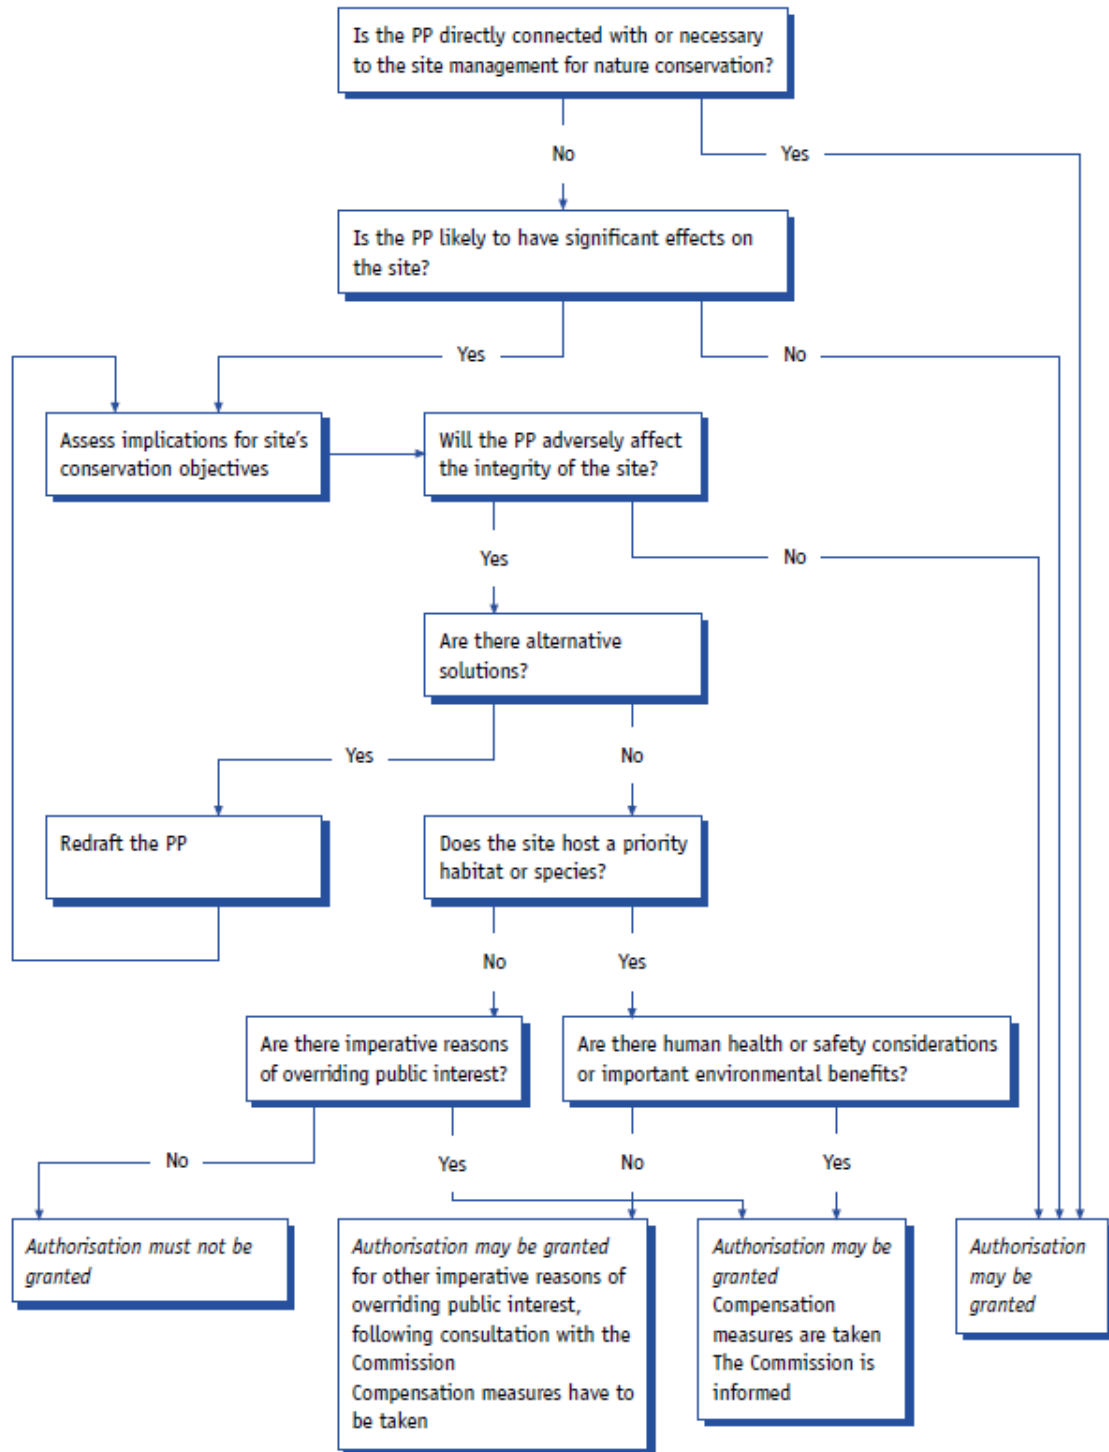 Is the PP directly connected with or necessary
to the site management for nature conservation?
No
Yes
Is the PP likely to have significant effects on
the site?
Yes
No
Assess implications for site's
conservation objectives
Will the PP adversely affect
the integrity of the site?
Yes
No
Are there alternative
solutions?
Yes
No
Redraft the PP
Does the site host a priority
habitat or species?
No
Yes
Are there imperative reasons
of overriding public interest?
Are there human health or safety considerations
or important environmental benefits?
No
Yes
No
Yes
Authorisation must not be
granted
Authorisation may be granted
for other imperative reasons of
overriding public interest,
following consultation with the
Commission
Compensation measures have to
be taken
Authorisation may be
granted
Compensation
measures are taken
The Commission is
informed
Authorisation
may be
granted